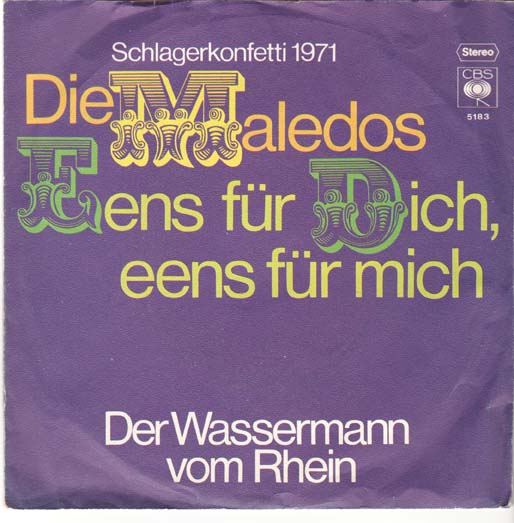 Schlagerkonfetti 1971
Stereo
CBS
5183
Die Maledos
Eens für Dich,
eens für mich
Der Wassermann
vom Rhein